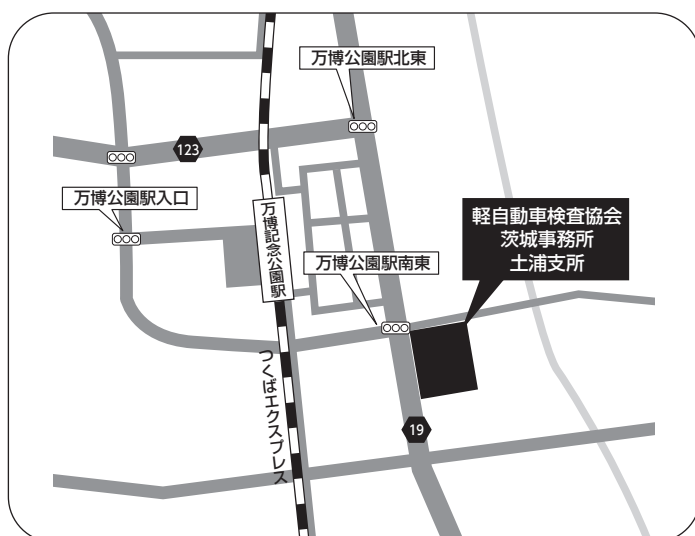 万博公園駅北東
123
万博公園駅入口
万博記念公園駅
軽自動車検査協会
茨城事務所
土浦支所
万博公園駅南東
つくばエクスプレス
19